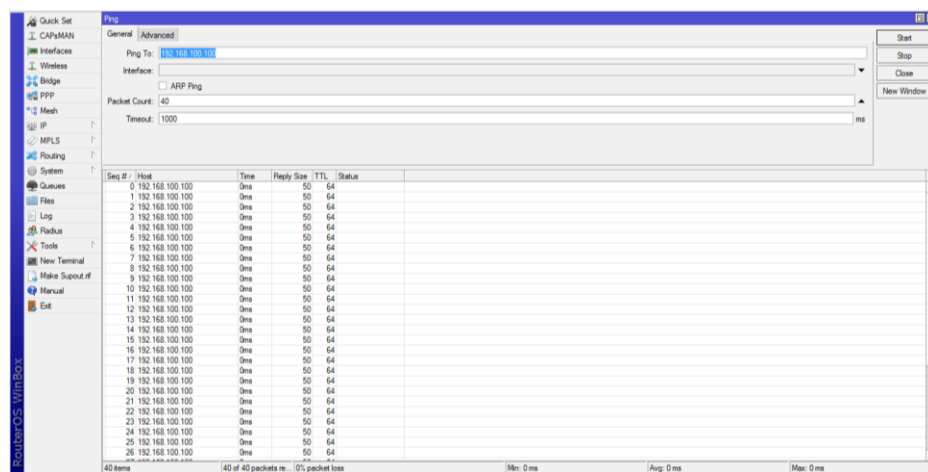 Ping
Quick Set
CAPsMAN
Interfaces
Wireless
Bridge
PPP
Mesh
IP
MPLS
Routing
System
Queues
Files
Log
Radius
Tools
New Terminal
Make Supout.rif
Manual
Exit
RouterOS WinBox
General Advanced
Ping To: 192.168.100.100
Interface:
ARP Ping
Packet Count: 40
Timeout: 1000 ms
Start
Stop
Close
New Window
Seq # Host Time Reply Size TTL Status
0 192.168.100.100 0ms 50 64
1 192.168.100.100 0ms 50 64
2 192.168.100.100 0ms 50 64
3 192.168.100.100 0ms 50 64
4 192.168.100.100 0ms 50 64
5 192.168.100.100 0ms 50 64
6 192.168.100.100 0ms 50 64
7 192.168.100.100 0ms 50 64
8 192.168.100.100 0ms 50 64
9 192.168.100.100 0ms 50 64
10 192.168.100.100 0ms 50 64
11 192.168.100.100 0ms 50 64
12 192.168.100.100 0ms 50 64
13 192.168.100.100 0ms 50 64
14 192.168.100.100 0ms 50 64
15 192.168.100.100 0ms 50 64
16 192.168.100.100 0ms 50 64
17 192.168.100.100 0ms 50 64
18 192.168.100.100 0ms 50 64
19 192.168.100.100 0ms 50 64
20 192.168.100.100 0ms 50 64
21 192.168.100.100 0ms 50 64
22 192.168.100.100 0ms 50 64
23 192.168.100.100 0ms 50 64
24 192.168.100.100 0ms 50 64
25 192.168.100.100 0ms 50 64
26 192.168.100.100 0ms 50 64
40 items 40 of 40 packets re... 0% packet loss Min: 0 ms Avg: 0 ms Max: 0 ms